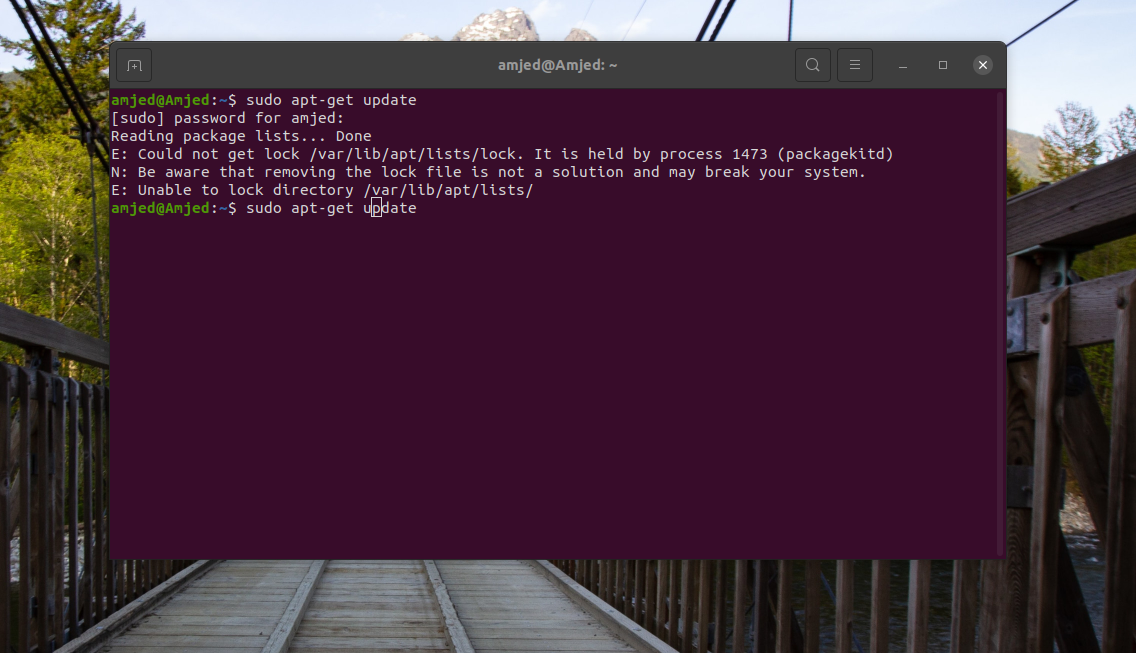 amjed@Amjed: ~
amjed@Amjed:~$ sudo apt-get update
[sudo] password for amjed:
Reading package lists... Done
E: Could not get lock /var/lib/apt/lists/lock. It is held by process 1473 (packagekitd)
N: Be aware that removing the lock file is not a solution and may break your system.
E: Unable to lock directory /var/lib/apt/lists/
amjed@Amjed:~$ sudo apt-get update